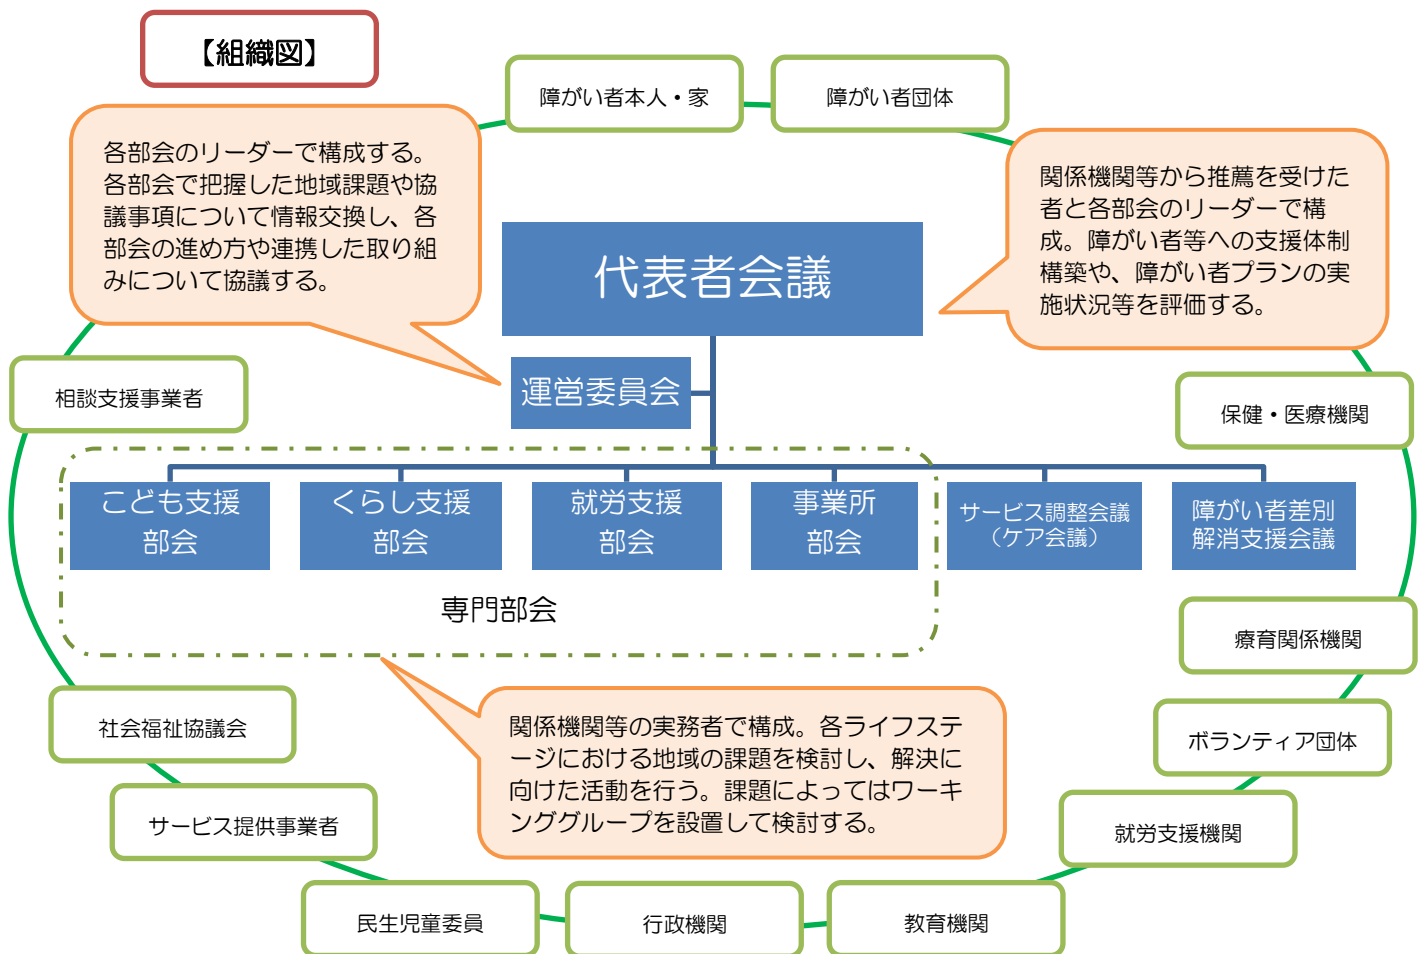 【組織図】
障がい者本人・家
障がい者団体
各部会のリーダーで構成する。
各部会で把握した地域課題や協
議事項について情報交換し、各
部会の進め方や連携した取り組
みについて協議する。
関係機関等から推薦を受けた
者と各部会のリーダーで構
成。障がい者等への支援体制
構築や、障がい者プランの実
施状況等を評価する。
代表者会議
運営委員会
相談支援事業者
保健・医療機関
こども支援
部会
くらし支援
部会
就労支援
部会
事業所
部会
サービス調整会議
（ケア会議）
障がい者差別
解消支援会議
専門部会
療育関係機関
社会福祉協議会
関係機関等の実務者で構成。各ライフステ
ージにおける地域の課題を検討し、解決に
向けた活動を行う。課題によってはワーキ
ンググループを設置して検討する。
ボランティア団体
サービス提供事業者
就労支援機関
民生児童委員
行政機関
教育機関